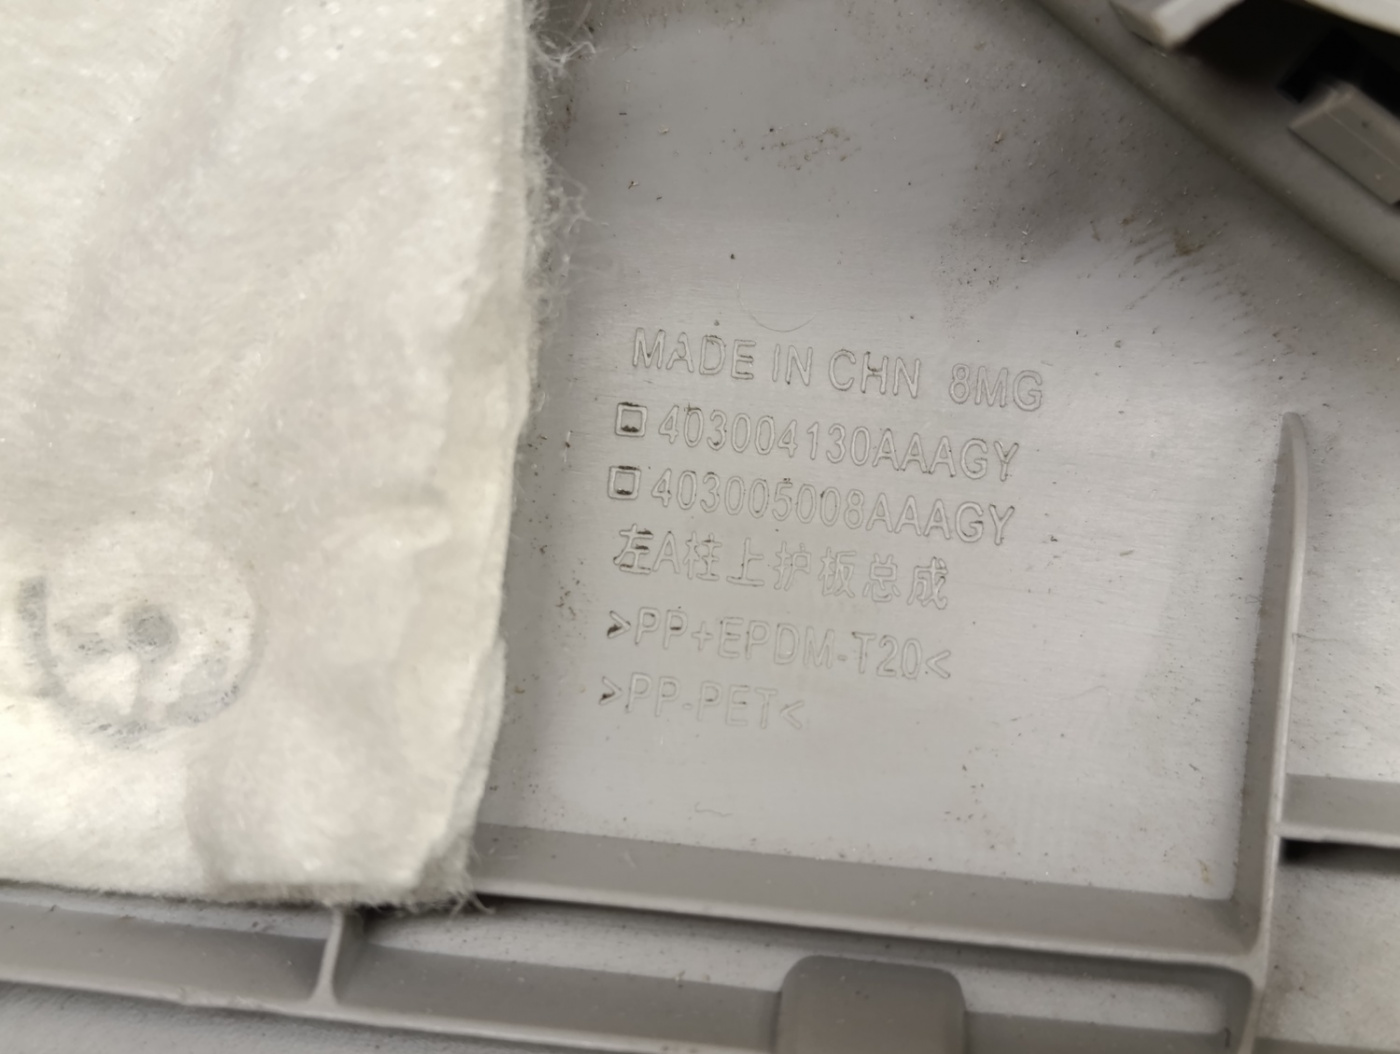 MADE IN CHN 8MG
403004130AAAGY
403005008AAAGY
左A柱上护板总成
>PP+EPDM-T20<
>PP-PET<